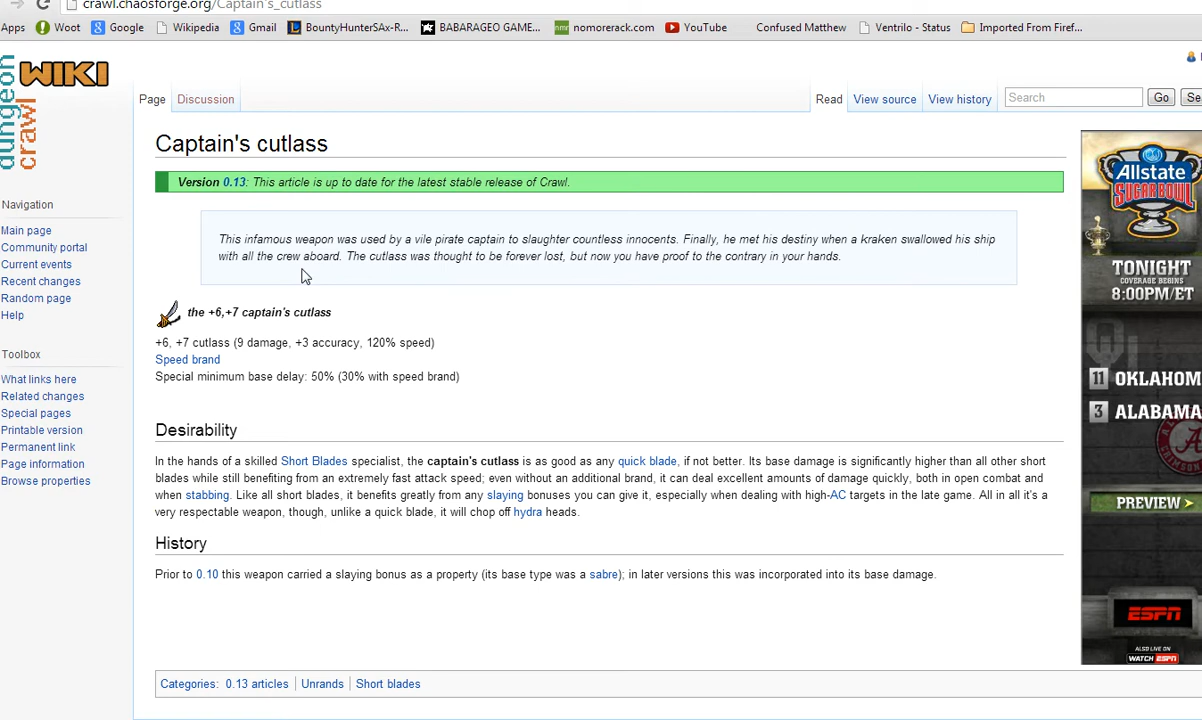 crawl.chaosforge.org/Captain's_cutlass
Apps Woot Google Wikipedia Gmail BountyHunterSAx-R... BABARAGEO GAME... nmr nomorerack.com YouTube Confused Matthew Ventrilo - Status Imported From Firef...
dungeon crawl WIKI
Page Discussion Read View source View history Search Go Se
Captain's cutlass
Version 0.13: This article is up to date for the latest stable release of Crawl.
This infamous weapon was used by a vile pirate captain to slaughter countless innocents. Finally, he met his destiny when a kraken swallowed his ship
with all the crew aboard. The cutlass was thought to be forever lost, but now you have proof to the contrary in your hands.
the +6,+7 captain's cutlass
+6, +7 cutlass (9 damage, +3 accuracy, 120% speed)
Speed brand
Special minimum base delay: 50% (30% with speed brand)
Desirability
In the hands of a skilled Short Blades specialist, the captain's cutlass is as good as any quick blade, if not better. Its base damage is significantly higher than all other short
blades while still benefiting from an extremely fast attack speed; even without an additional brand, it can deal excellent amounts of damage quickly, both in open combat and
when stabbing. Like all short blades, it benefits greatly from any slaying bonuses you can give it, especially when dealing with high-AC targets in the late game. All in all it's a
very respectable weapon, though, unlike a quick blade, it will chop off hydra heads.
History
Prior to 0.10 this weapon carried a slaying bonus as a property (its base type was a sabre); in later versions this was incorporated into its base damage.
Categories: 0.13 articles Unrands Short blades
Navigation
Main page
Community portal
Current events
Recent changes
Random page
Help
Toolbox
What links here
Related changes
Special pages
Printable version
Permanent link
Page information
Browse properties
Allstate
SUGAR BOWL
TONIGHT
COVERAGE BEGINS
8:00PM/ET
11 OKLAHOM
3 ALABAMA
PREVIEW
ESPN
ALSO LIVE ON
WATCH ESPN